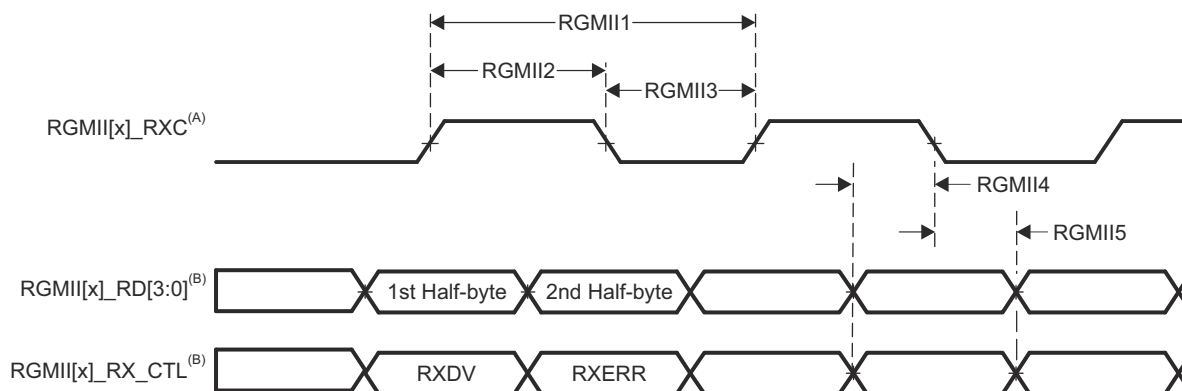 RGMII1
RGMII2
RGMII3
RGMII[x]_RXC(A)
RGMII4
RGMII5
RGMII[x]_RD[3:0](B)
1st Half-byte
2nd Half-byte
RGMII[x]_RX_CTL(B)
RXDV
RXERR